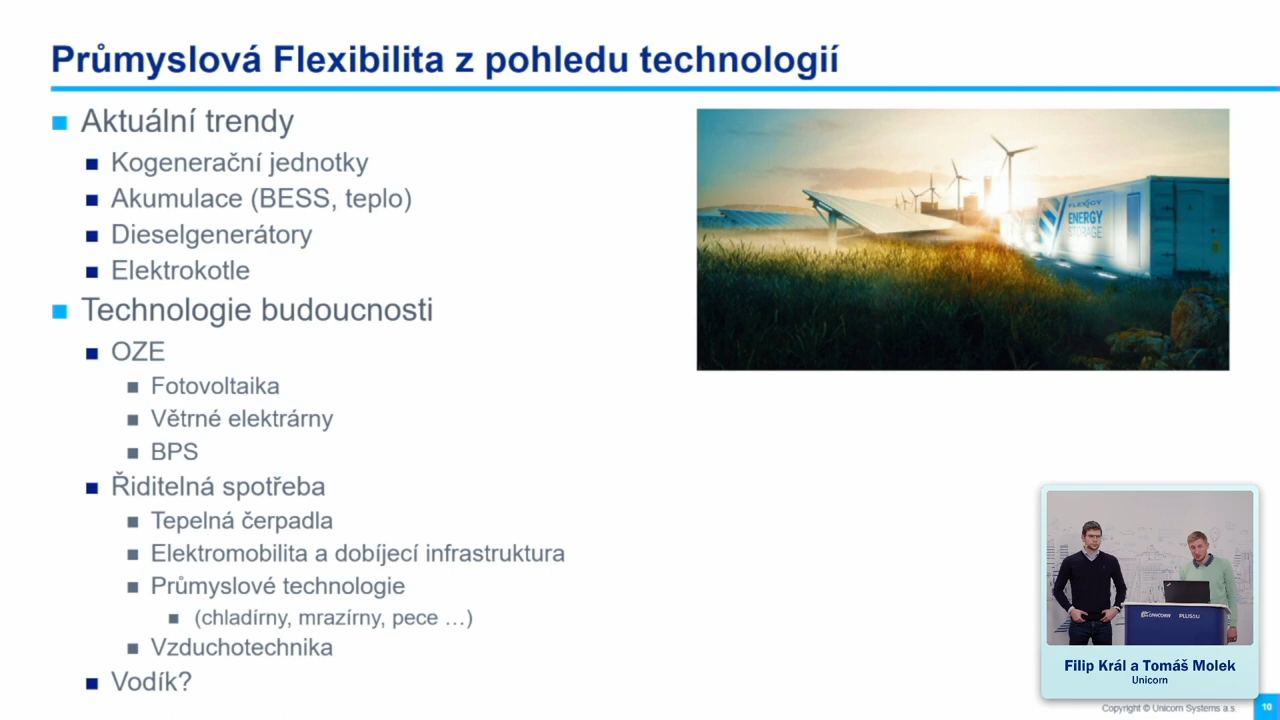 Průmyslová Flexibilita z pohledu technologií
Aktuální trendy
Kogenerační jednotky
Akumulace (BESS, teplo)
Dieselgenerátory
Elektrokotle
Technologie budoucnosti
OZE
Fotovoltaika
Větrné elektrárny
BPS
Řiditelná spotřeba
Tepelná čerpadla
Elektromobilita a dobíjecí infrastruktura
Průmyslové technologie
(chladírny, mrazírny, pece …)
Vzduchotechnika
Vodík?
ENERGY
STORAGE
UNICORN
Filip Král a Tomáš Molek
Unicorn
Copyright © Unicorn Systems a.s.
10